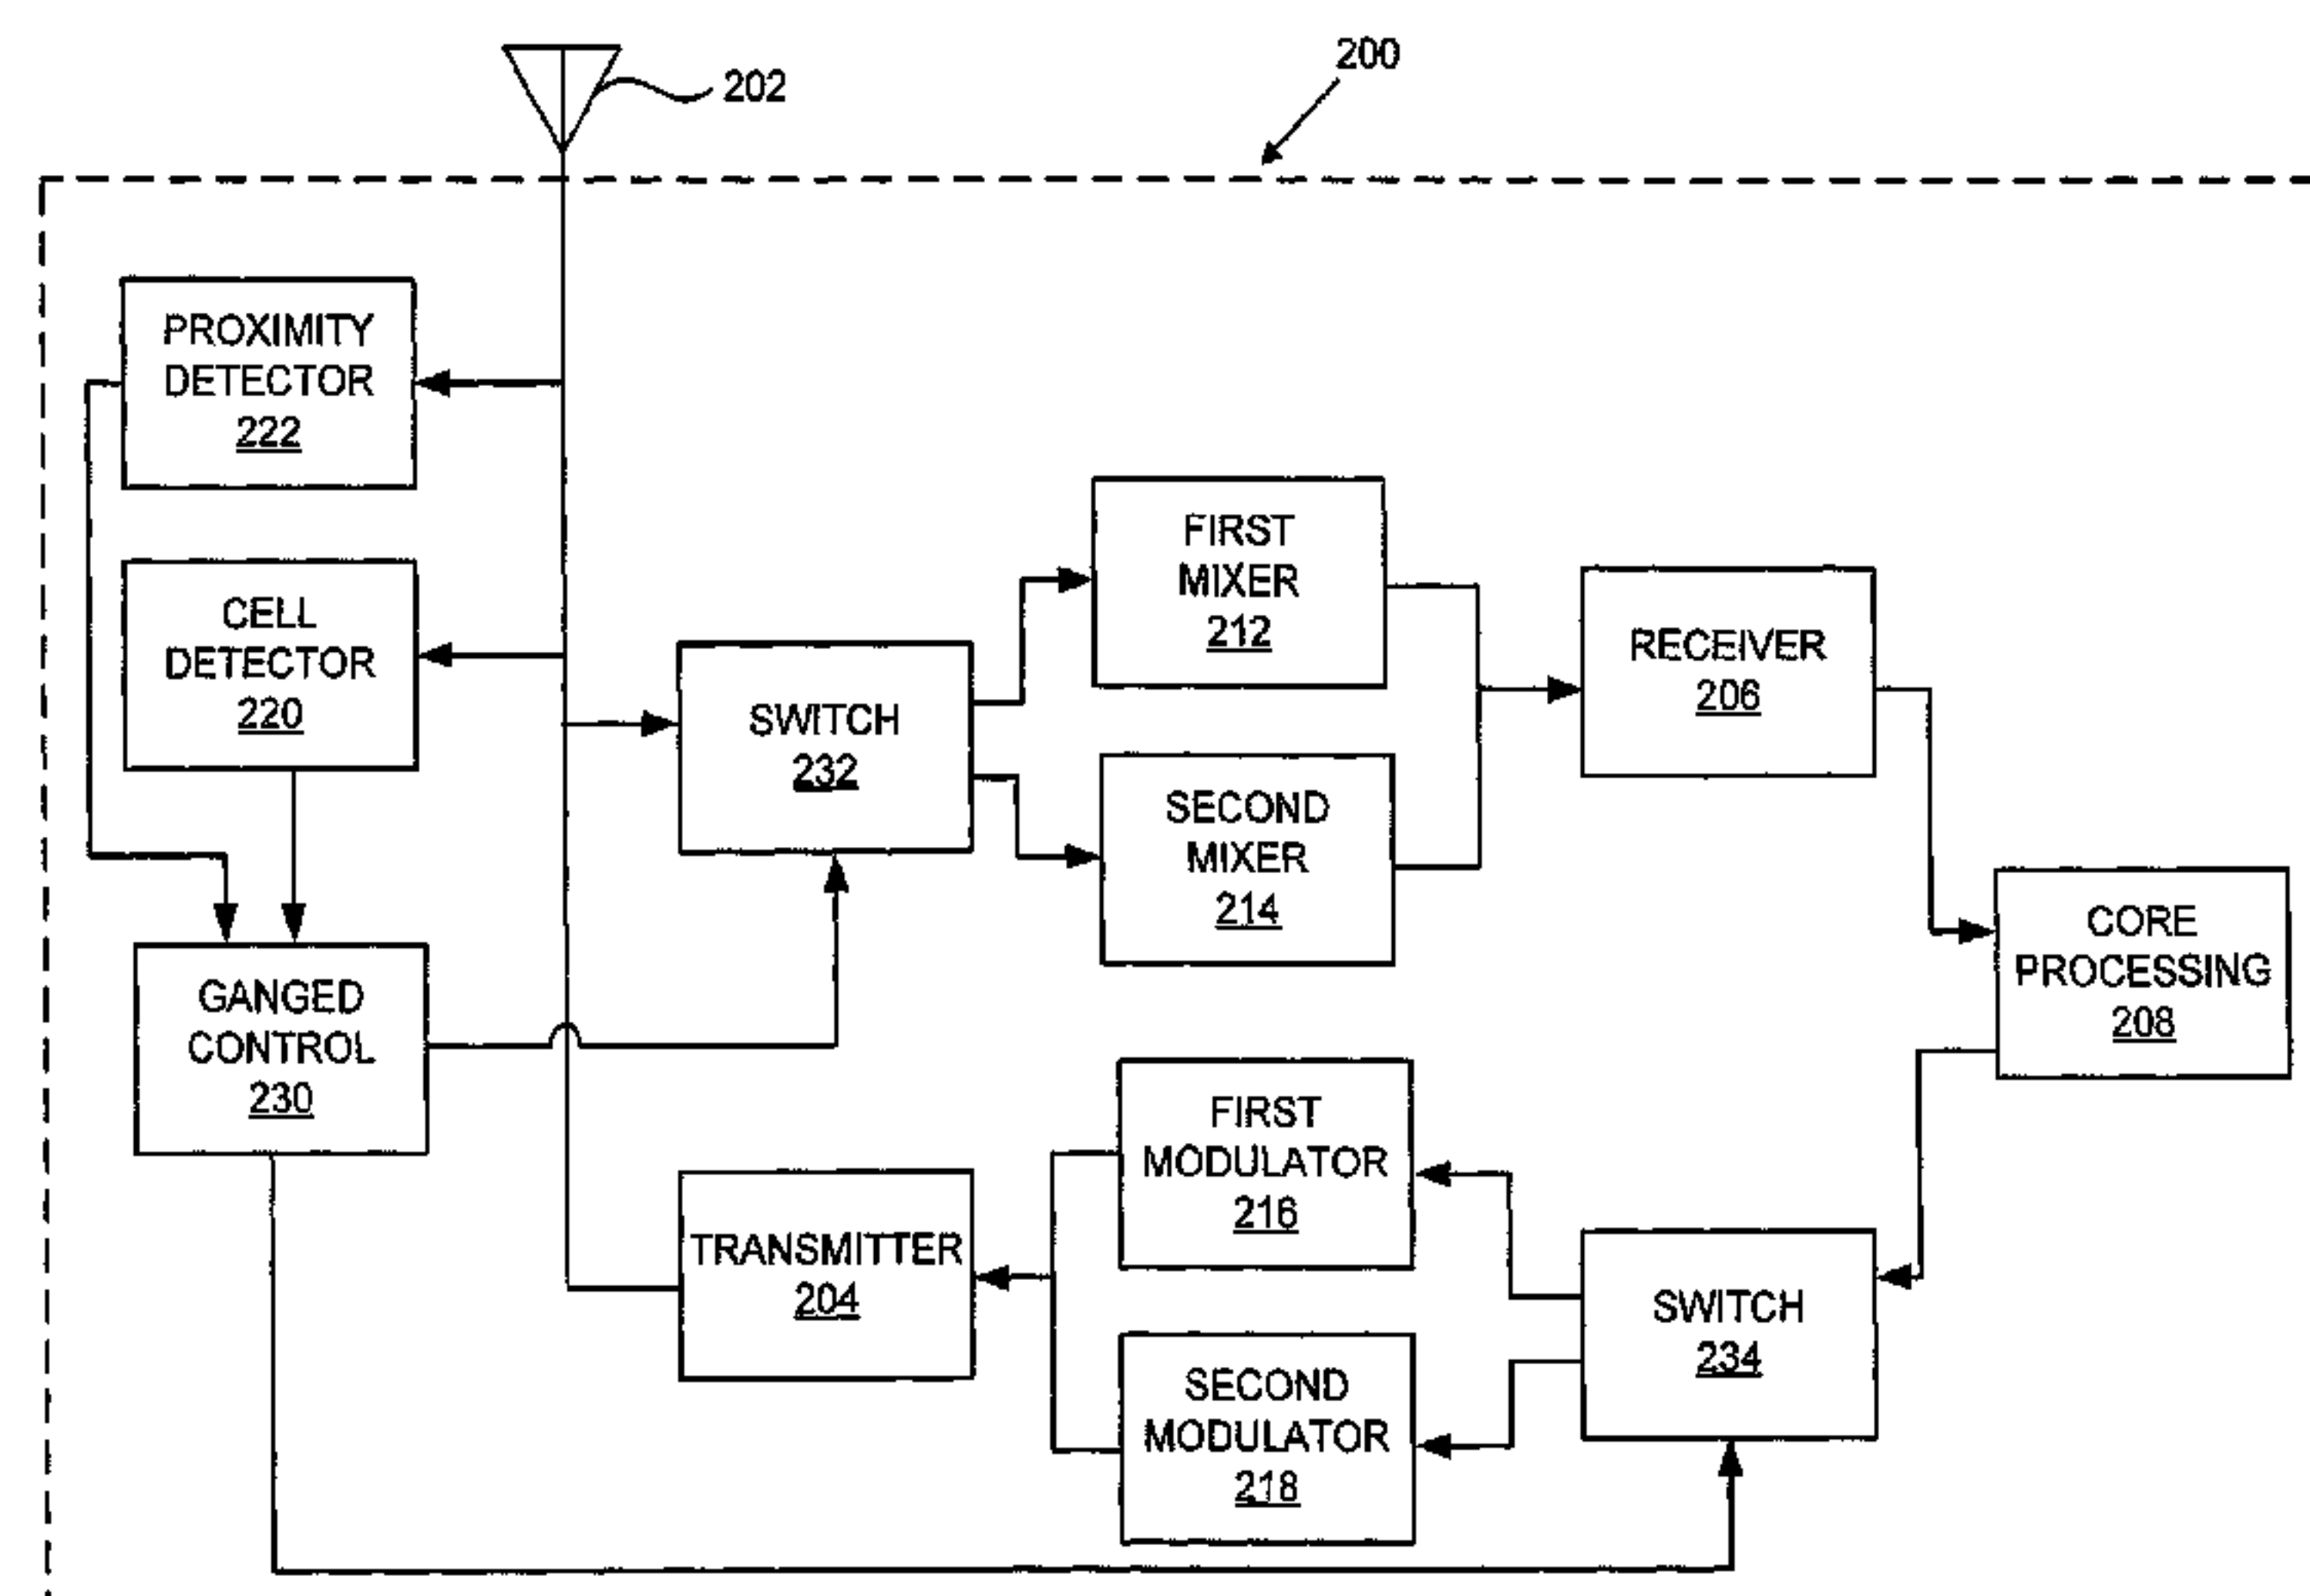 200
202
PROXIMITY
DETECTOR
222
CELL
DETECTOR
220
GANGED
CONTROL
230
SWITCH
232
FIRST
MIXER
212
SECOND
MIXER
214
RECEIVER
206
CORE
PROCESSING
208
FIRST
MODULATOR
216
SECOND
MODULATOR
218
TRANSMITTER
204
SWITCH
234